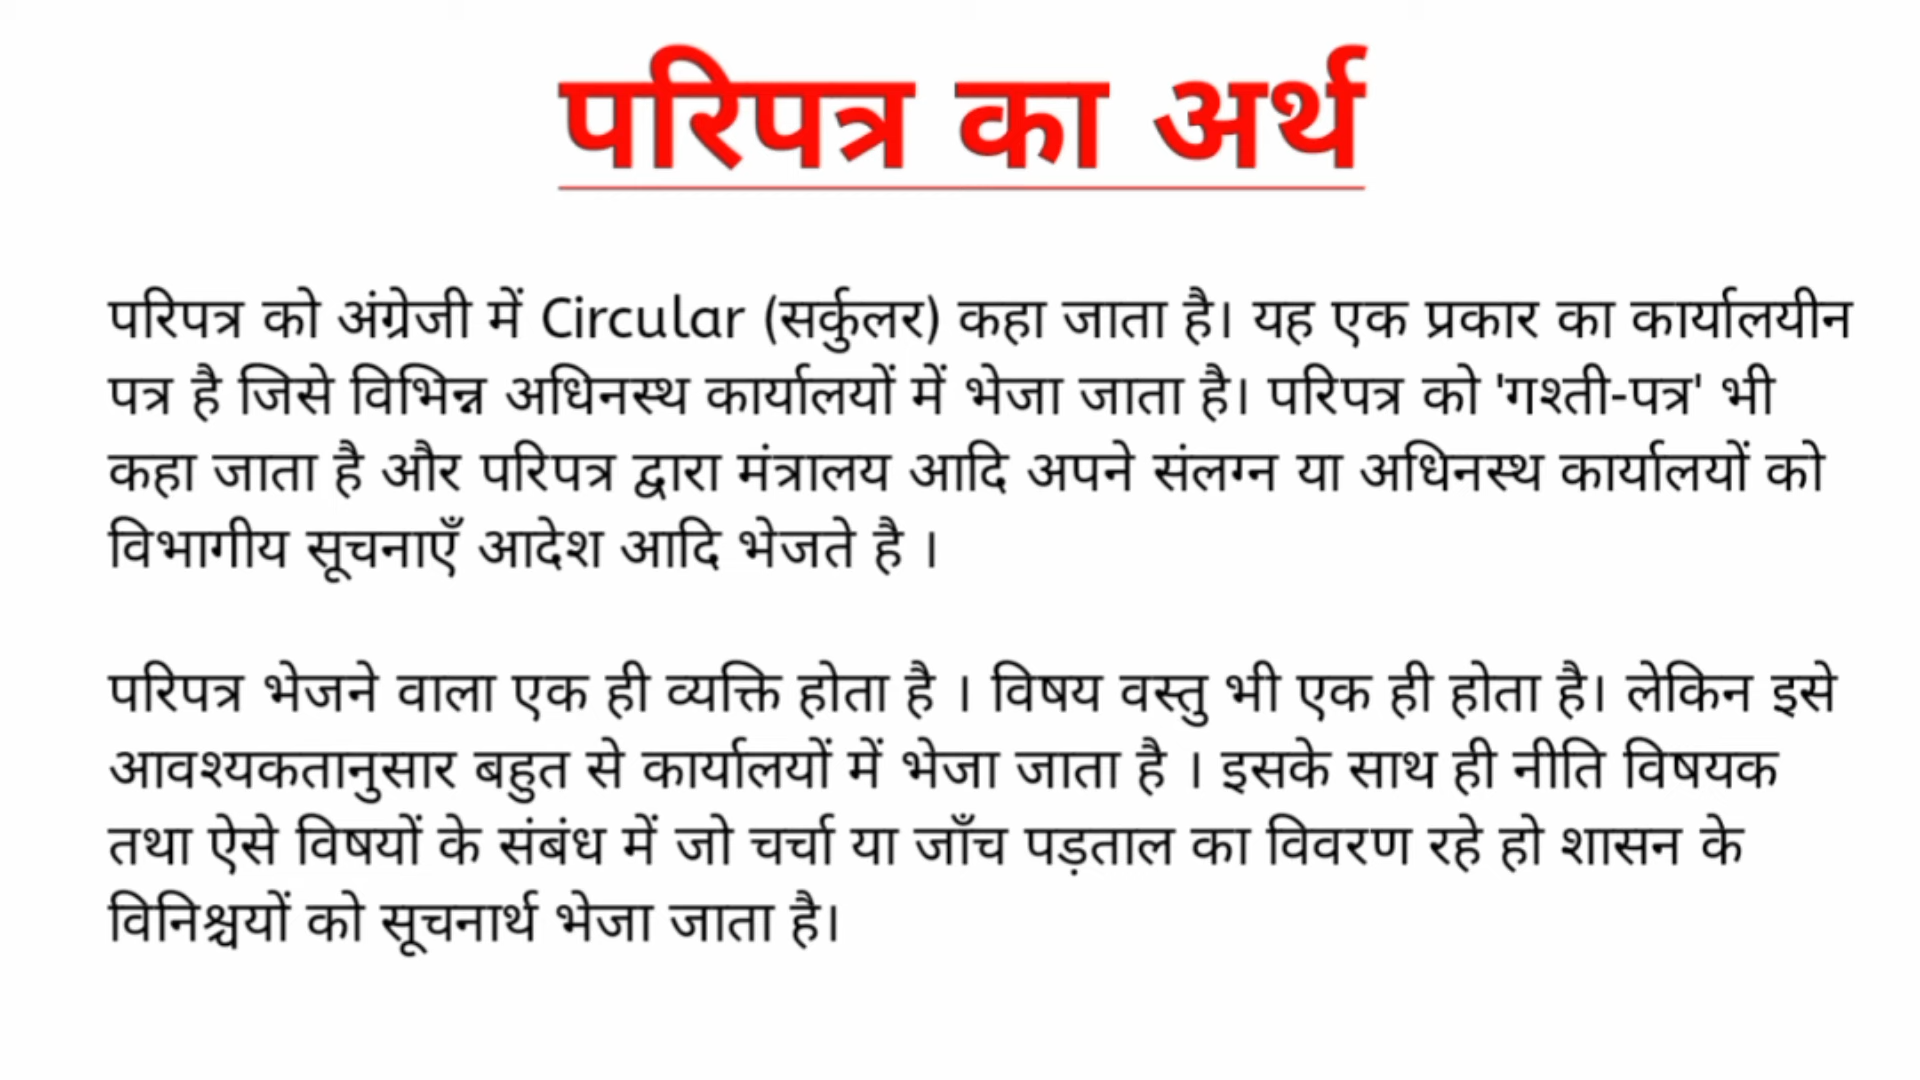 परिपत्र का अर्थ
परिपत्र को अंग्रेजी में Circular (सर्कुलर) कहा जाता है। यह एक प्रकार का कार्यालयीन
पत्र है जिसे विभिन्न अधिनस्थ कार्यालयों में भेजा जाता है। परिपत्र को 'गश्ती-पत्र' भी
कहा जाता है और परिपत्र द्वारा मंत्रालय आदि अपने संलग्न या अधिनस्थ कार्यालयों को
विभागीय सूचनाएँ आदेश आदि भेजते है ।
परिपत्र भेजने वाला एक ही व्यक्ति होता है । विषय वस्तु भी एक ही होता है। लेकिन इसे
आवश्यकतानुसार बहुत से कार्यालयों में भेजा जाता है । इसके साथ ही नीति विषयक
तथा ऐसे विषयों के संबंध में जो चर्चा या जाँच पड़ताल का विवरण रहे हो शासन के
विनिश्चयों को सूचनार्थ भेजा जाता है।